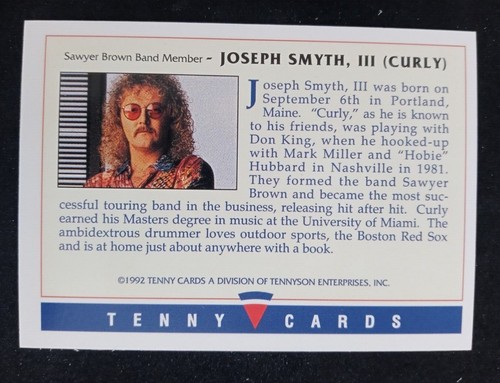 Sawyer Brown Band Member - JOSEPH SMYTH, III (CURLY)
Joseph Smyth, III was born on
September 6th in Portland,
Maine. "Curly," as he is known
to his friends, was playing with
Don King, when he hooked-up
with Mark Miller and "Hobie"
Hubbard in Nashville in 1981.
They formed the band Sawyer
Brown and became the most suc-
cessful touring band in the business, releasing hit after hit. Curly
earned his Masters degree in music at the University of Miami. The
ambidextrous drummer loves outdoor sports, the Boston Red Sox
and is at home just about anywhere with a book.
©1992 TENNY CARDS A DIVISION OF TENNYSON ENTERPRISES, INC.
TENNY CARDS